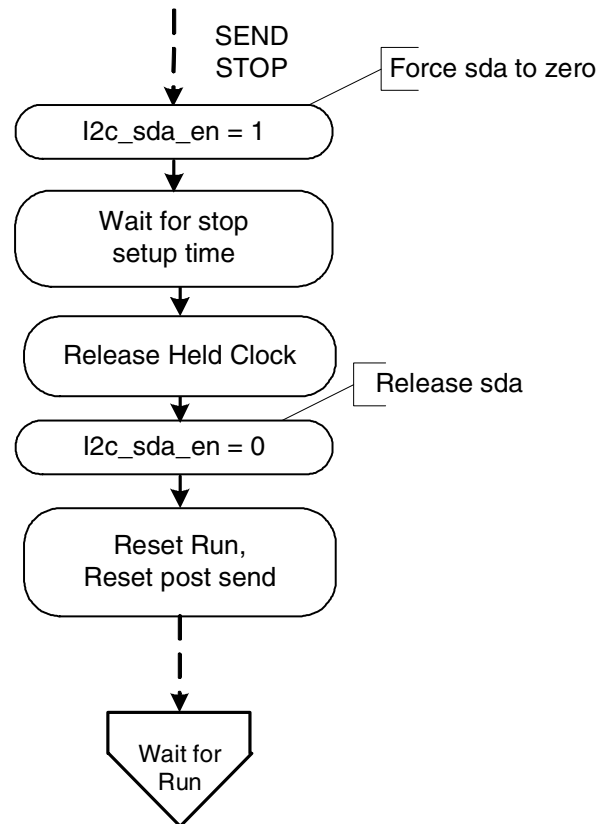 SEND
STOP
Force sda to zero
I2c_sda_en = 1
Wait for stop
setup time
Release Held Clock
Release sda
I2c_sda_en = 0
Reset Run,
Reset post send
Wait for
Run